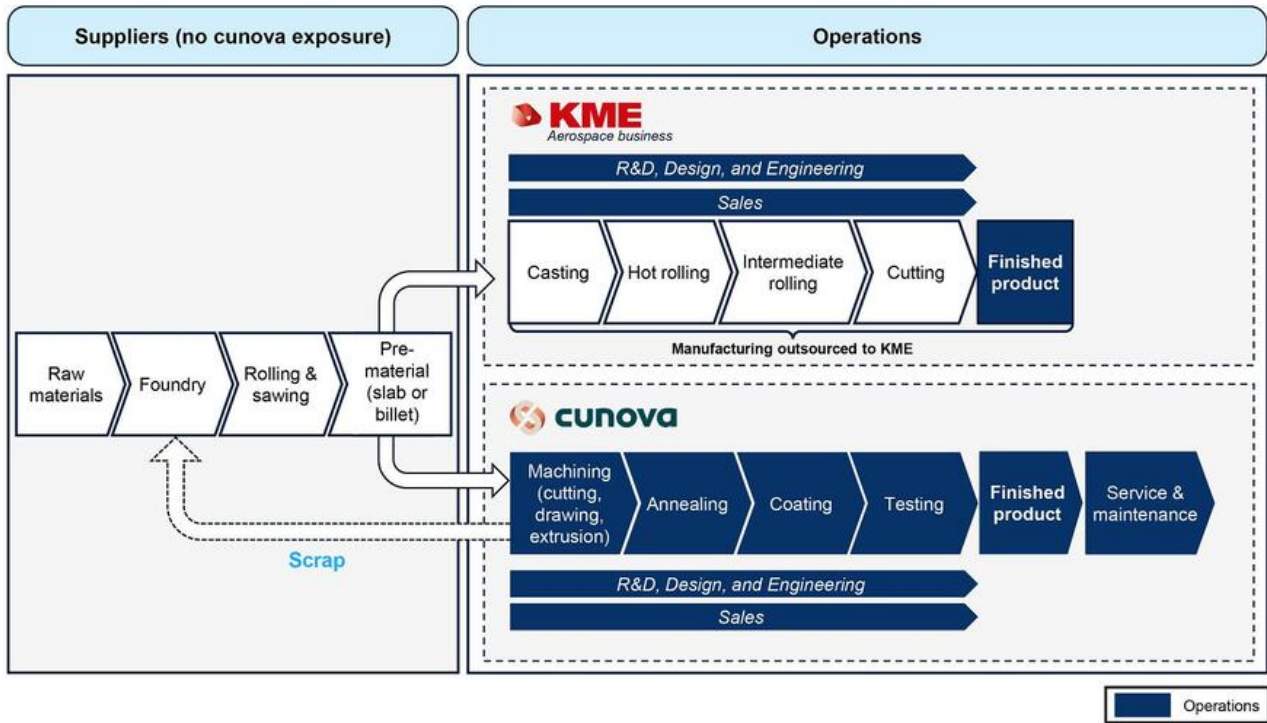 Suppliers (no cunova exposure)
Operations
KME
Aerospace business
R&D, Design, and Engineering
Sales
Casting
Hot rolling
Intermediate
rolling
Cutting
Finished
product
Manufacturing outsourced to KME
Raw
materials
Foundry
Rolling &
sawing
Pre-
material
(slab or
billet)
cunova
Machining
(cutting,
drawing,
extrusion)
Annealing
Coating
Testing
Finished
product
Service &
maintenance
Scrap
R&D, Design, and Engineering
Sales
Operations